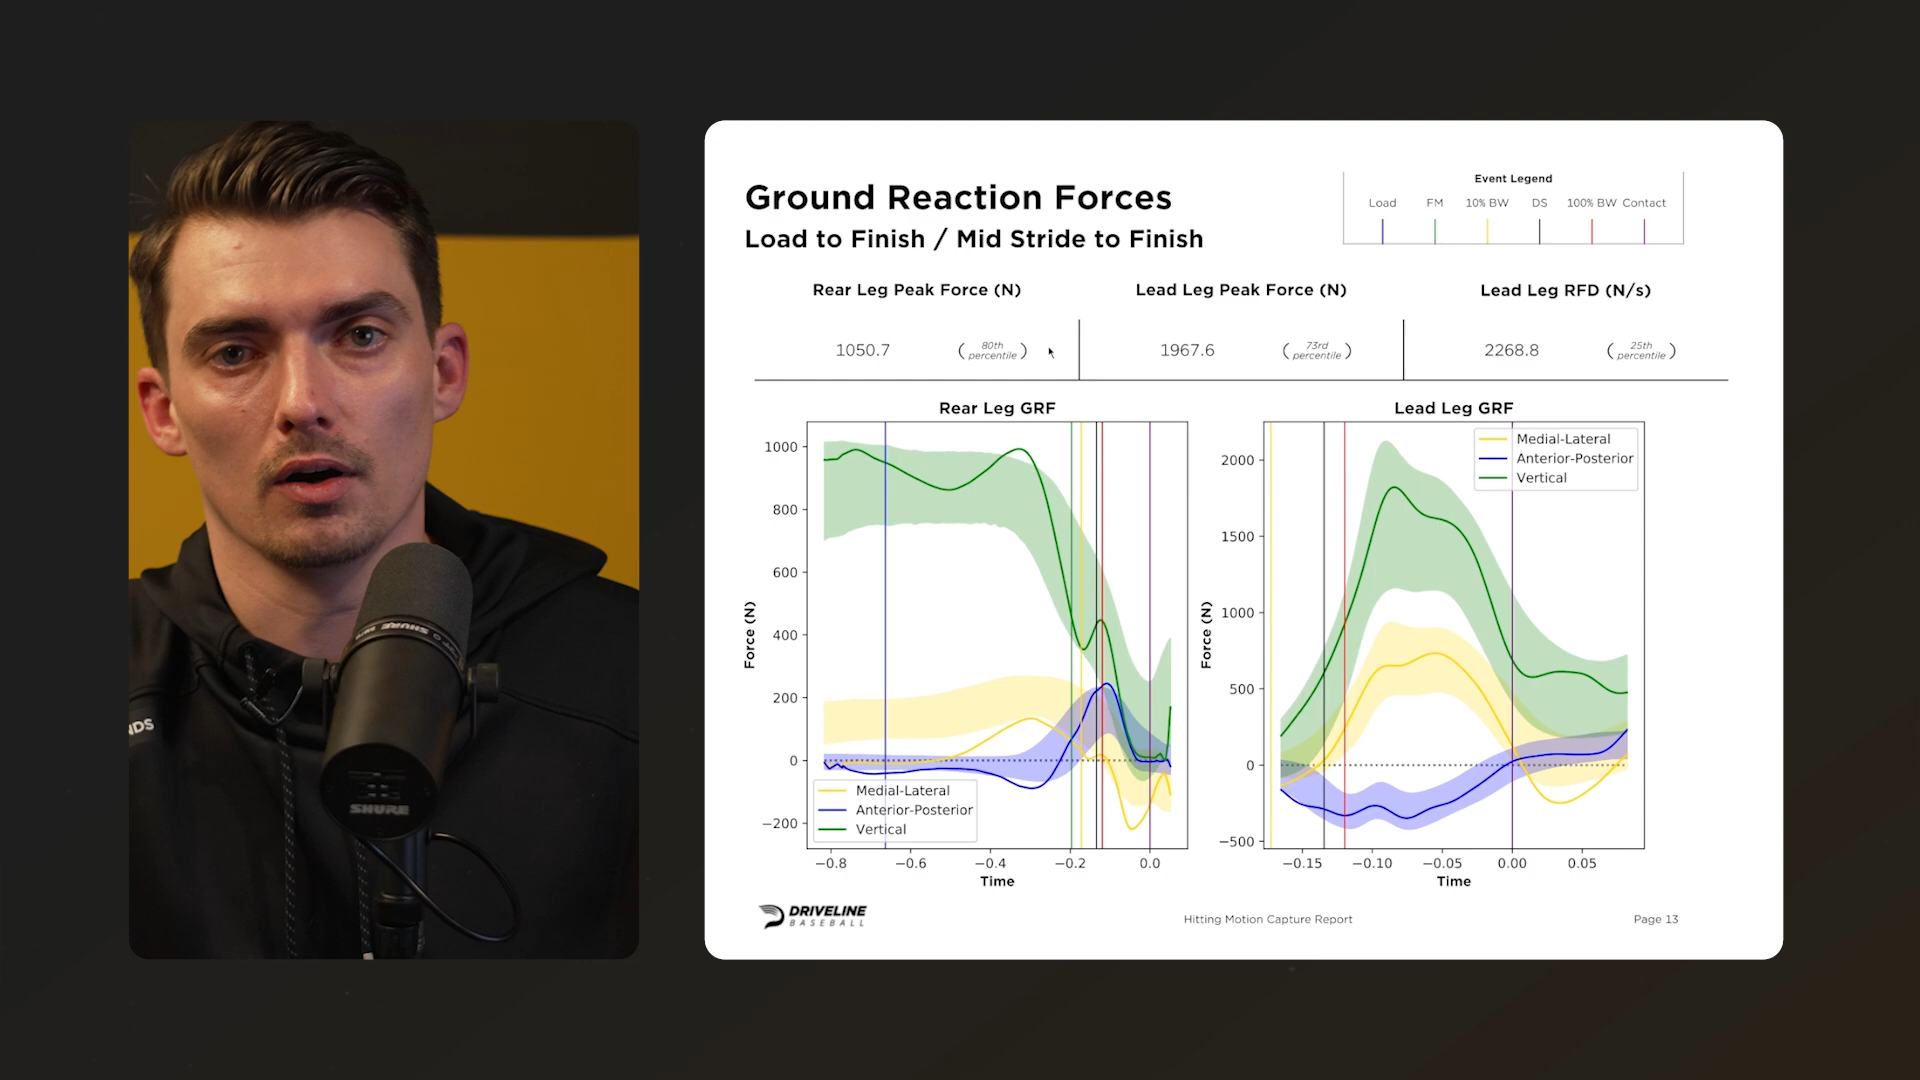 Ground Reaction Forces
Load to Finish / Mid Stride to Finish
Event Legend
Load FM 10% BW DS 100% BW Contact
Rear Leg Peak Force (N) Lead Leg Peak Force (N) Lead Leg RFD (N/s)
1050.7 (80th percentile) 1967.6 (73rd percentile) 2268.8 (25th percentile)
Rear Leg GRF
1000
800
600
400
200
0
−200
Force (N)
Medial-Lateral
Anterior-Posterior
Vertical
−0.8 −0.6 −0.4 −0.2 0.0
Time
Lead Leg GRF
Medial-Lateral
Anterior-Posterior
Vertical
2000
1500
1000
500
0
−500
Force (N)
−0.15 −0.10 −0.05 0.00 0.05
Time
DRIVELINE
BASEBALL
Hitting Motion Capture Report
Page 13
NDS
SHURE
SHURE